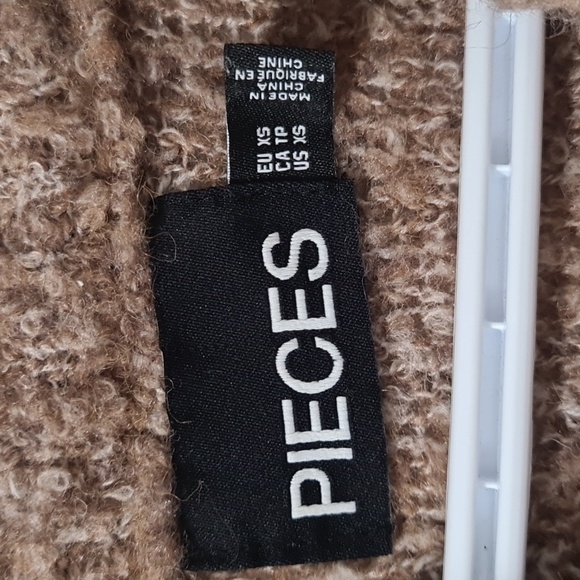 PIECES
EU XS
CA TP
US XS
MADE IN
CHINA
FABRIQUÉ EN
CHINE